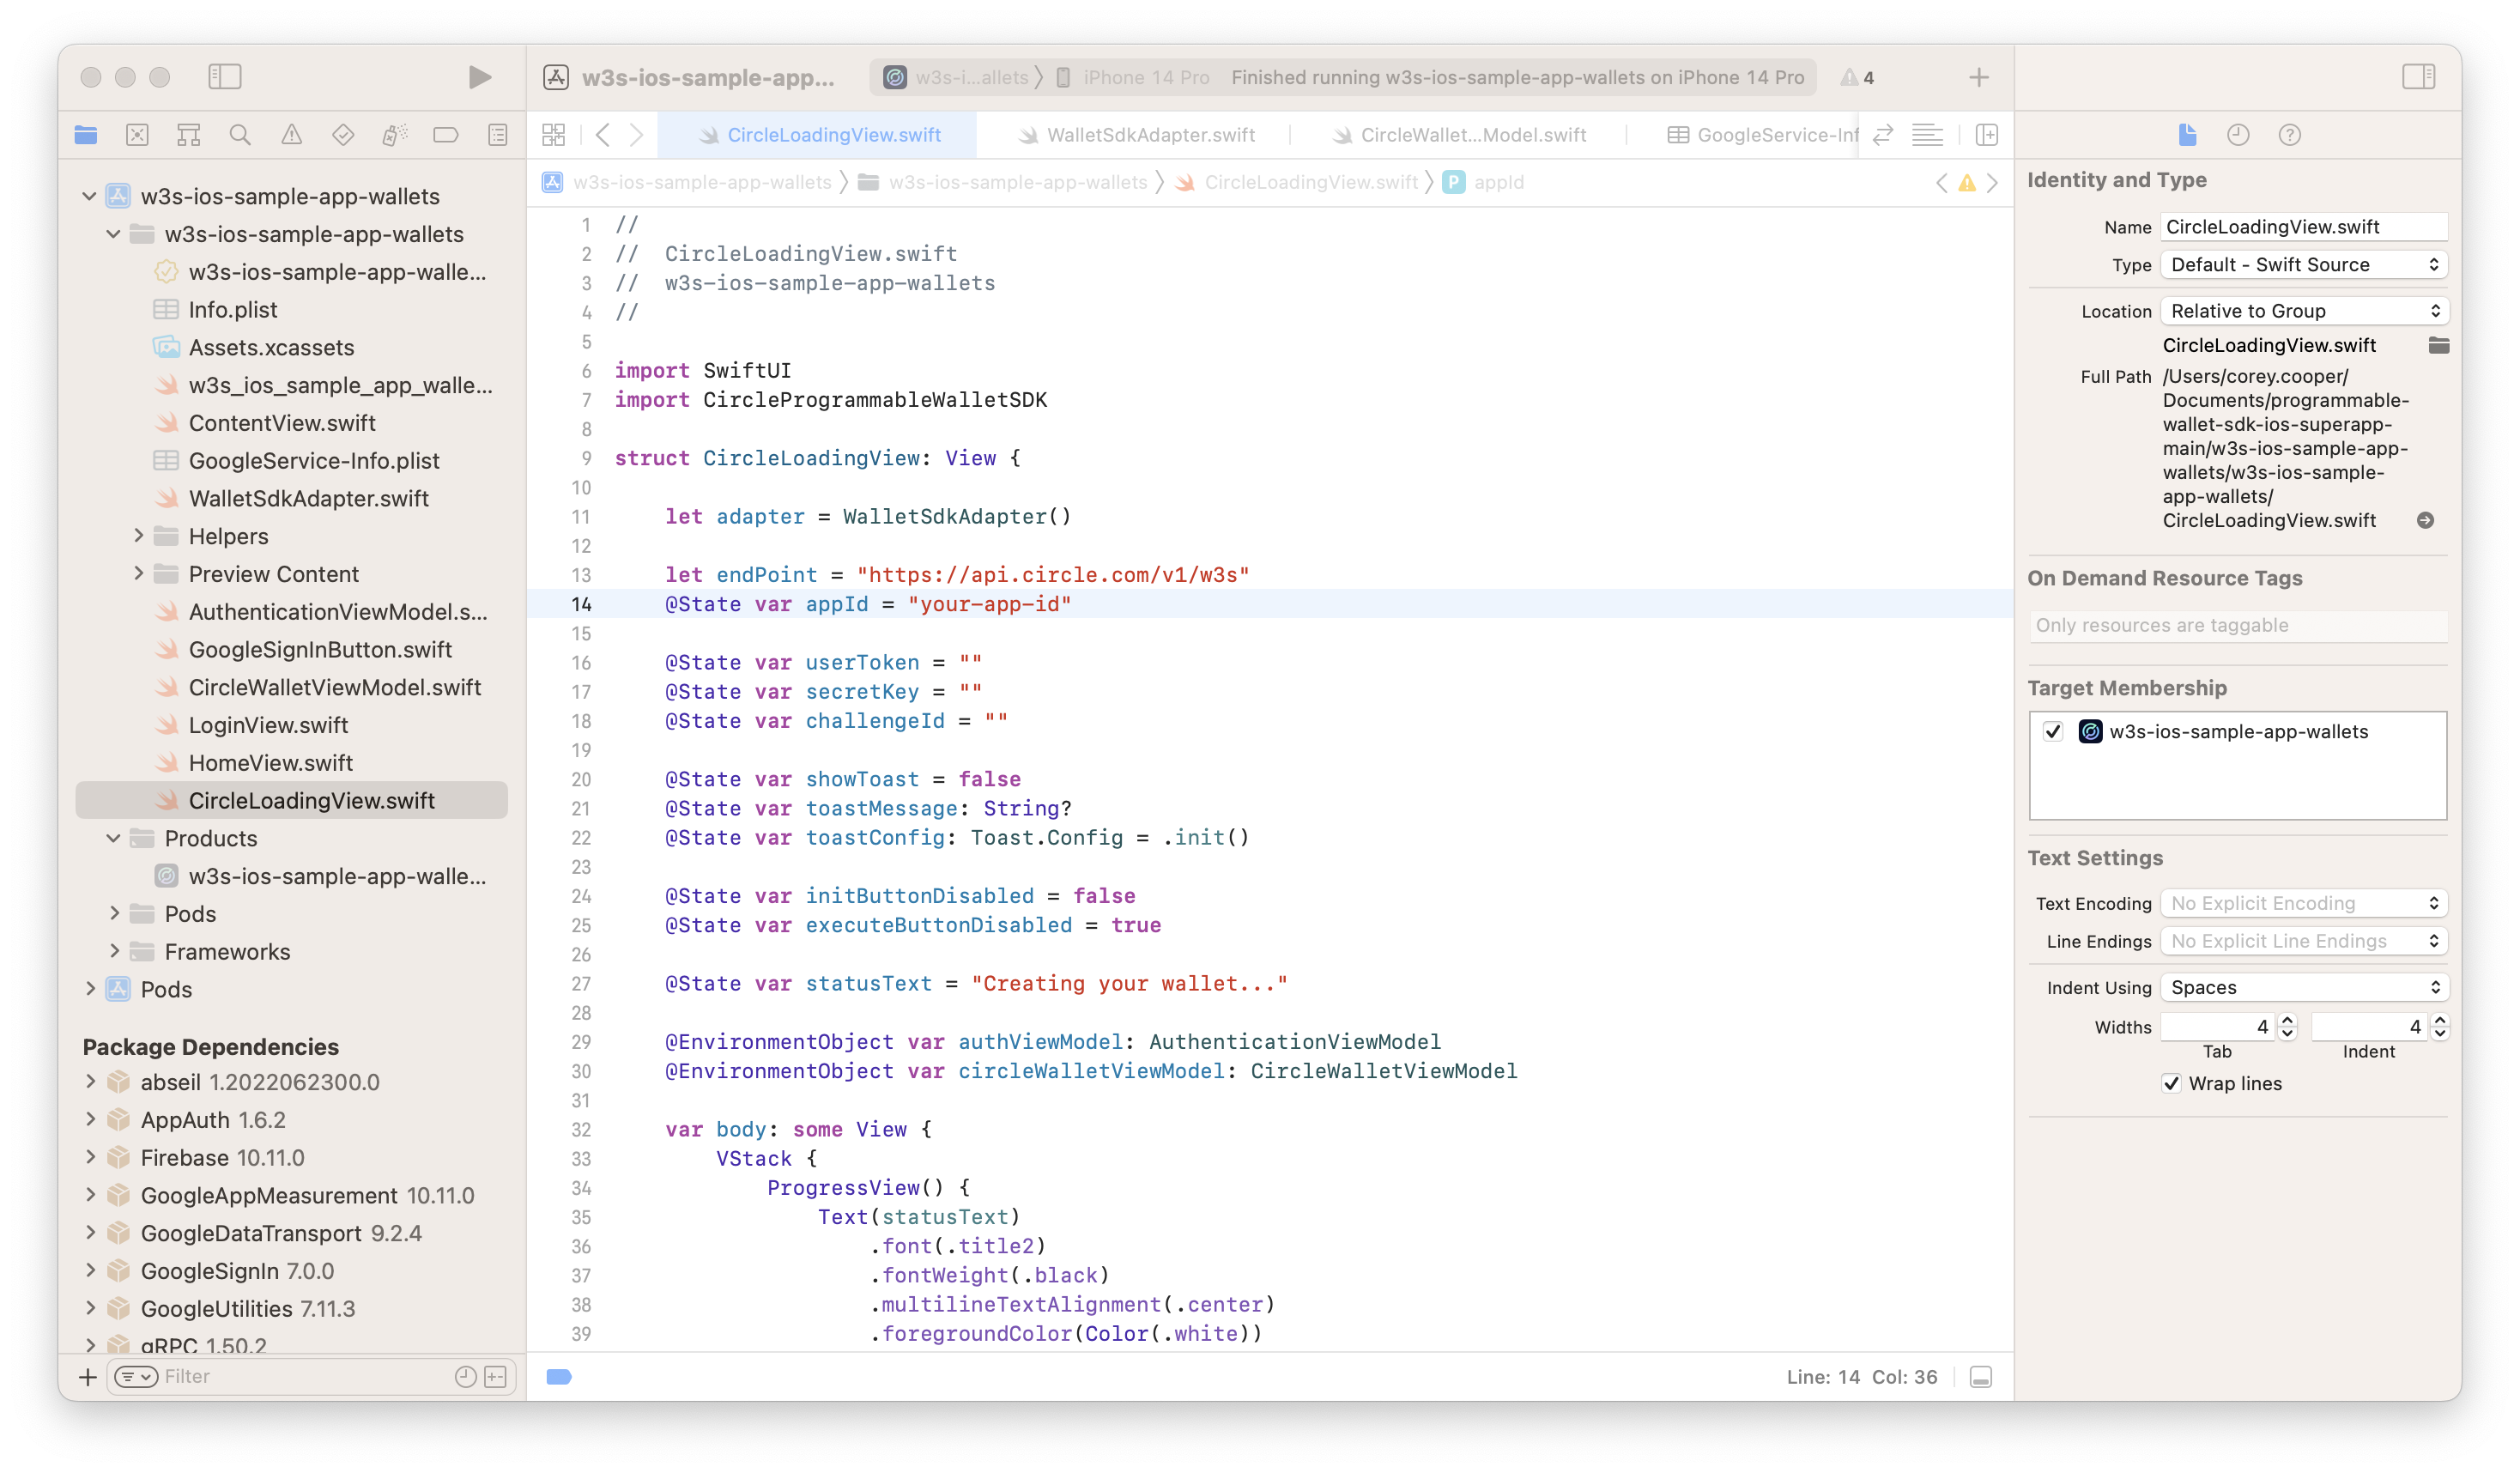 w3s-ios-sample-app...
w3s-i...allets
iPhone 14 Pro
Finished running w3s-ios-sample-app-wallets on iPhone 14 Pro
4
CircleLoadingView.swift
WalletSdkAdapter.swift
CircleWallet...Model.swift
GoogleService-Inf
w3s-ios-sample-app-wallets
w3s-ios-sample-app-wallets
CircleLoadingView.swift
P
appId
w3s-ios-sample-app-wallets
w3s-ios-sample-app-wallets
w3s-ios-sample-app-walle...
Info.plist
Assets.xcassets
w3s_ios_sample_app_walle...
ContentView.swift
GoogleService-Info.plist
WalletSdkAdapter.swift
Helpers
Preview Content
AuthenticationViewModel.s...
GoogleSignInButton.swift
CircleWalletViewModel.swift
LoginView.swift
HomeView.swift
CircleLoadingView.swift
Products
w3s-ios-sample-app-walle...
Pods
Frameworks
Pods
Package Dependencies
abseil 1.2022062300.0
AppAuth 1.6.2
Firebase 10.11.0
GoogleAppMeasurement 10.11.0
GoogleDataTransport 9.2.4
GoogleSignIn 7.0.0
GoogleUtilities 7.11.3
gRPC 1.50.2
Filter
1 //
2 //  CircleLoadingView.swift
3 //  w3s-ios-sample-app-wallets
4 //
5
6 import SwiftUI
7 import CircleProgrammableWalletSDK
8
9 struct CircleLoadingView: View {
10
11     let adapter = WalletSdkAdapter()
12
13     let endPoint = "https://api.circle.com/v1/w3s"
14     @State var appId = "your-app-id"
15
16     @State var userToken = ""
17     @State var secretKey = ""
18     @State var challengeId = ""
19
20     @State var showToast = false
21     @State var toastMessage: String?
22     @State var toastConfig: Toast.Config = .init()
23
24     @State var initButtonDisabled = false
25     @State var executeButtonDisabled = true
26
27     @State var statusText = "Creating your wallet..."
28
29     @EnvironmentObject var authViewModel: AuthenticationViewModel
30     @EnvironmentObject var circleWalletViewModel: CircleWalletViewModel
31
32     var body: some View {
33         VStack {
34             ProgressView() {
35                 Text(statusText)
36                     .font(.title2)
37                     .fontWeight(.black)
38                     .multilineTextAlignment(.center)
39                     .foregroundColor(Color(.white))
Line: 14  Col: 36
Identity and Type
Name CircleLoadingView.swift
Type Default - Swift Source
Location Relative to Group
CircleLoadingView.swift
Full Path /Users/corey.cooper/
Documents/programmable-
wallet-sdk-ios-superapp-
main/w3s-ios-sample-app-
wallets/w3s-ios-sample-
app-wallets/
CircleLoadingView.swift
On Demand Resource Tags
Only resources are taggable
Target Membership
w3s-ios-sample-app-wallets
Text Settings
Text Encoding No Explicit Encoding
Line Endings No Explicit Line Endings
Indent Using Spaces
Widths 4 4
Tab Indent
Wrap lines